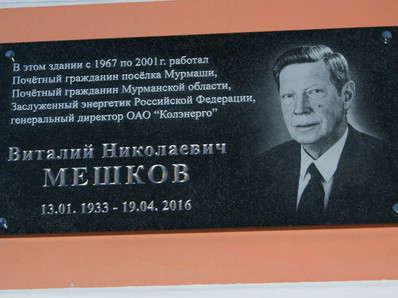 В этом здании с 1967 по 2001 г. работал
Почётный гражданин посёлка Мурмаши,
Почётный гражданин Мурманской области,
Заслуженный энергетик Российской Федерации,
генеральный директор ОАО "Колэнерго"
Виталий Николаевич
МЕШКОВ
13.01. 1933 - 19.04. 2016